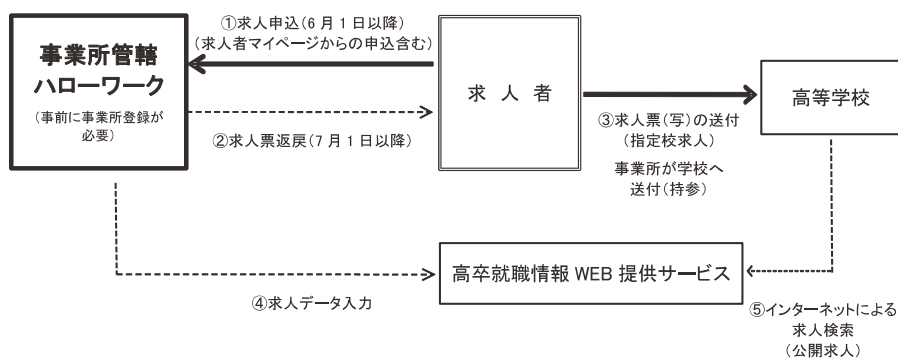 ①求人申込(6月1日以降)
(求人者マイページからの申込含む)
事業所管轄
ハローワーク
(事前に事業所登録が
必要)
②求人票返戻(7月1日以降)
求人者
③求人票(写)の送付
(指定校求人)
事業所が学校へ
送付(持参)
高等学校
高卒就職情報 WEB 提供サービス
④求人データ入力
⑤インターネットによる
求人検索
(公開求人)